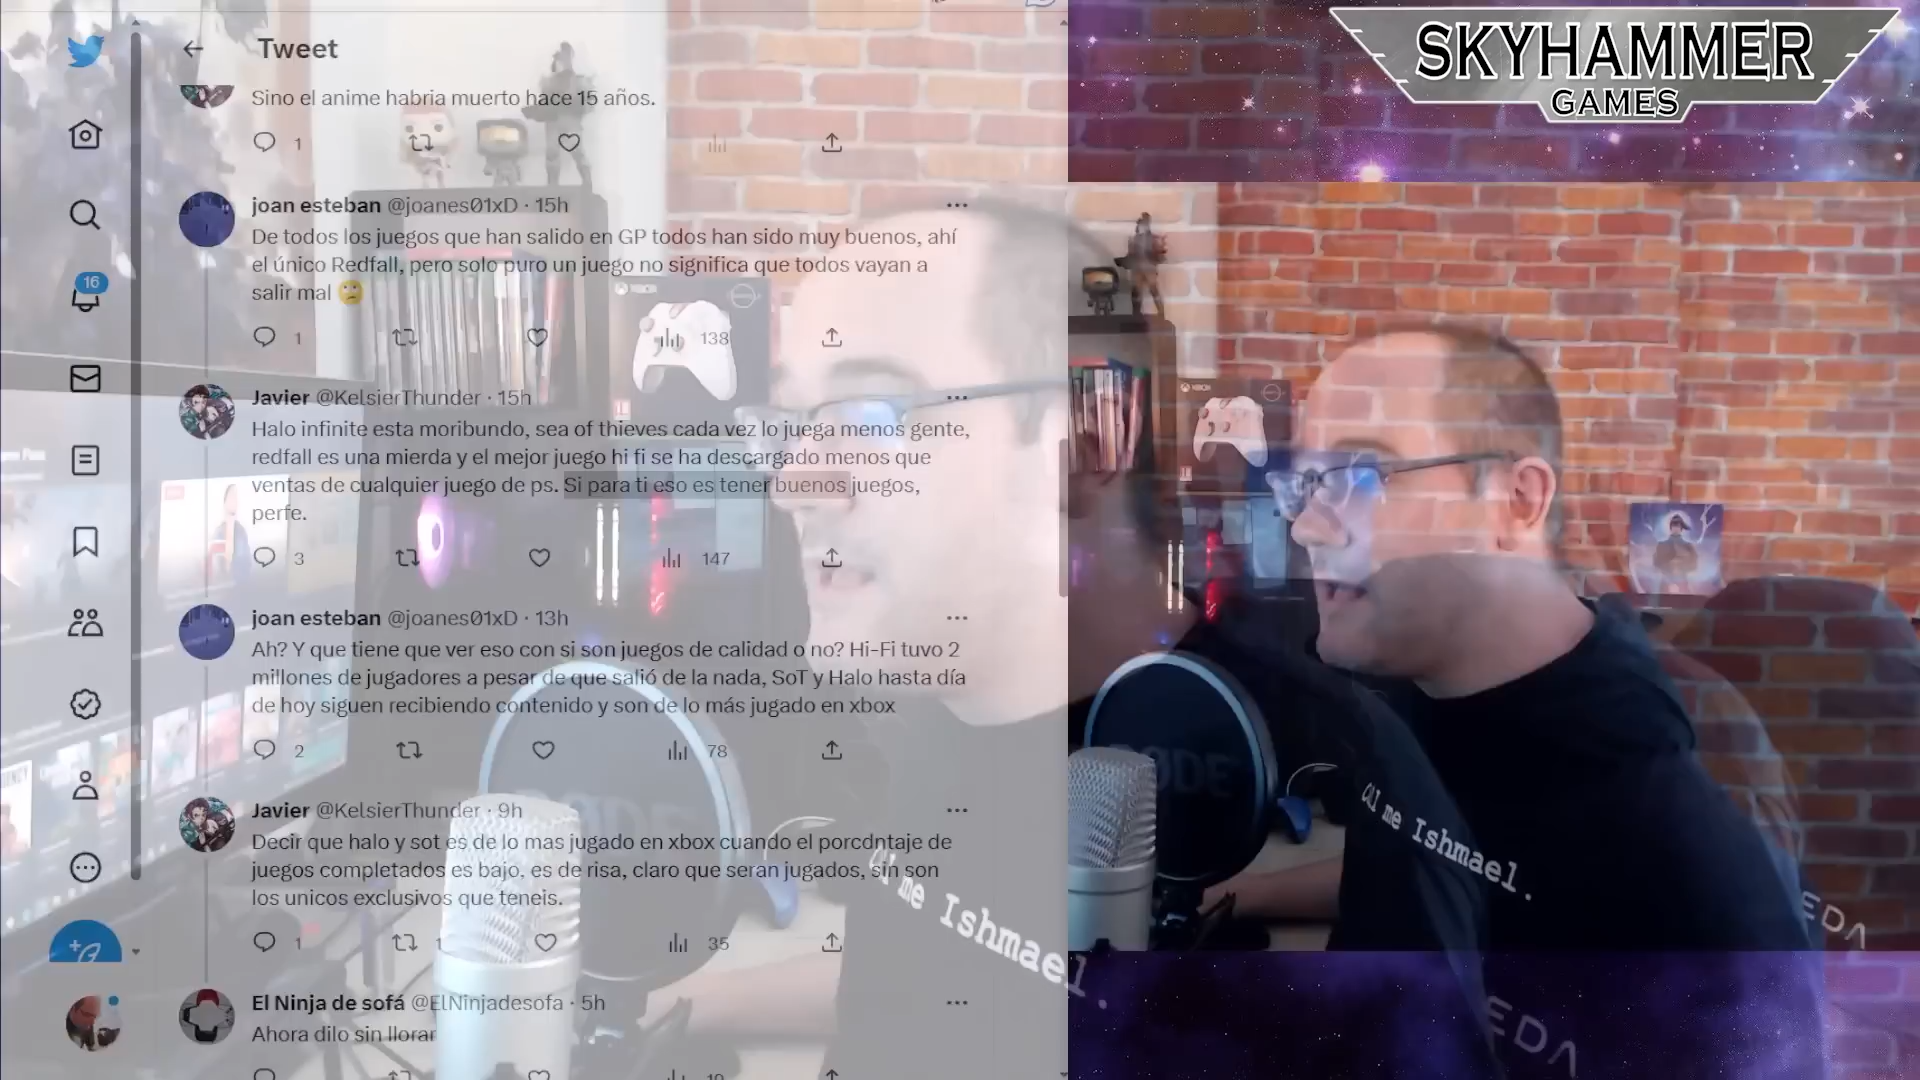 Tweet
Sino el anime habria muerto hace 15 años.
1
joan esteban @joanes01xD · 15h
De todos los juegos que han salido en GP todos han sido muy buenos, ahí
el único Redfall, pero solo puro un juego no significa que todos vayan a
salir mal
1 138
Javier @KelsierThunder · 15h
Halo infinite esta moribundo, sea of thieves cada vez lo juega menos gente,
redfall es una mierda y el mejor juego hi fi se ha descargado menos que
ventas de cualquier juego de ps. Si para ti eso es tener buenos juegos,
perfe.
3 147
joan esteban @joanes01xD · 13h
Ah? Y que tiene que ver eso con si son juegos de calidad o no? Hi-Fi tuvo 2
millones de jugadores a pesar de que salió de la nada, SoT y Halo hasta día
de hoy siguen recibiendo contenido y son de lo más jugado en xbox
2 78
Javier @KelsierThunder · 9h
Decir que halo y sot es de lo mas jugado en xbox cuando el porcdntaje de
juegos completados es bajo, es de risa, claro que seran jugados, sin son
los unicos exclusivos que teneis.
1 1 35
El Ninja de sofá @ElNinjadesofa · 5h
Ahora dilo sin llorar
10
16
SKYHAMMER
GAMES
XBOX
XBOX
RODE
me Ishmael.
me Ishmael.
EDA
EDA